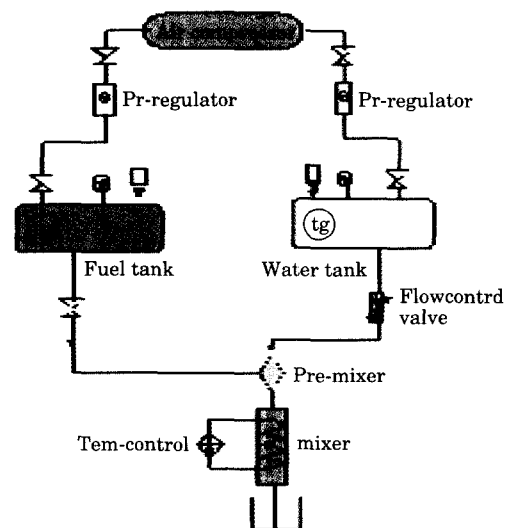 Pr-regulator
Pr-regulator
tg
Fuel tank
Water tank
Flowcontrd
valve
Pre-mixer
Tem-control
mixer